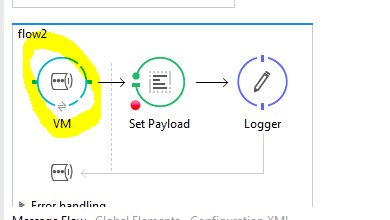 flow2
VM Set Payload Logger
Error handling
Message Flow Global Elements Configuration XML